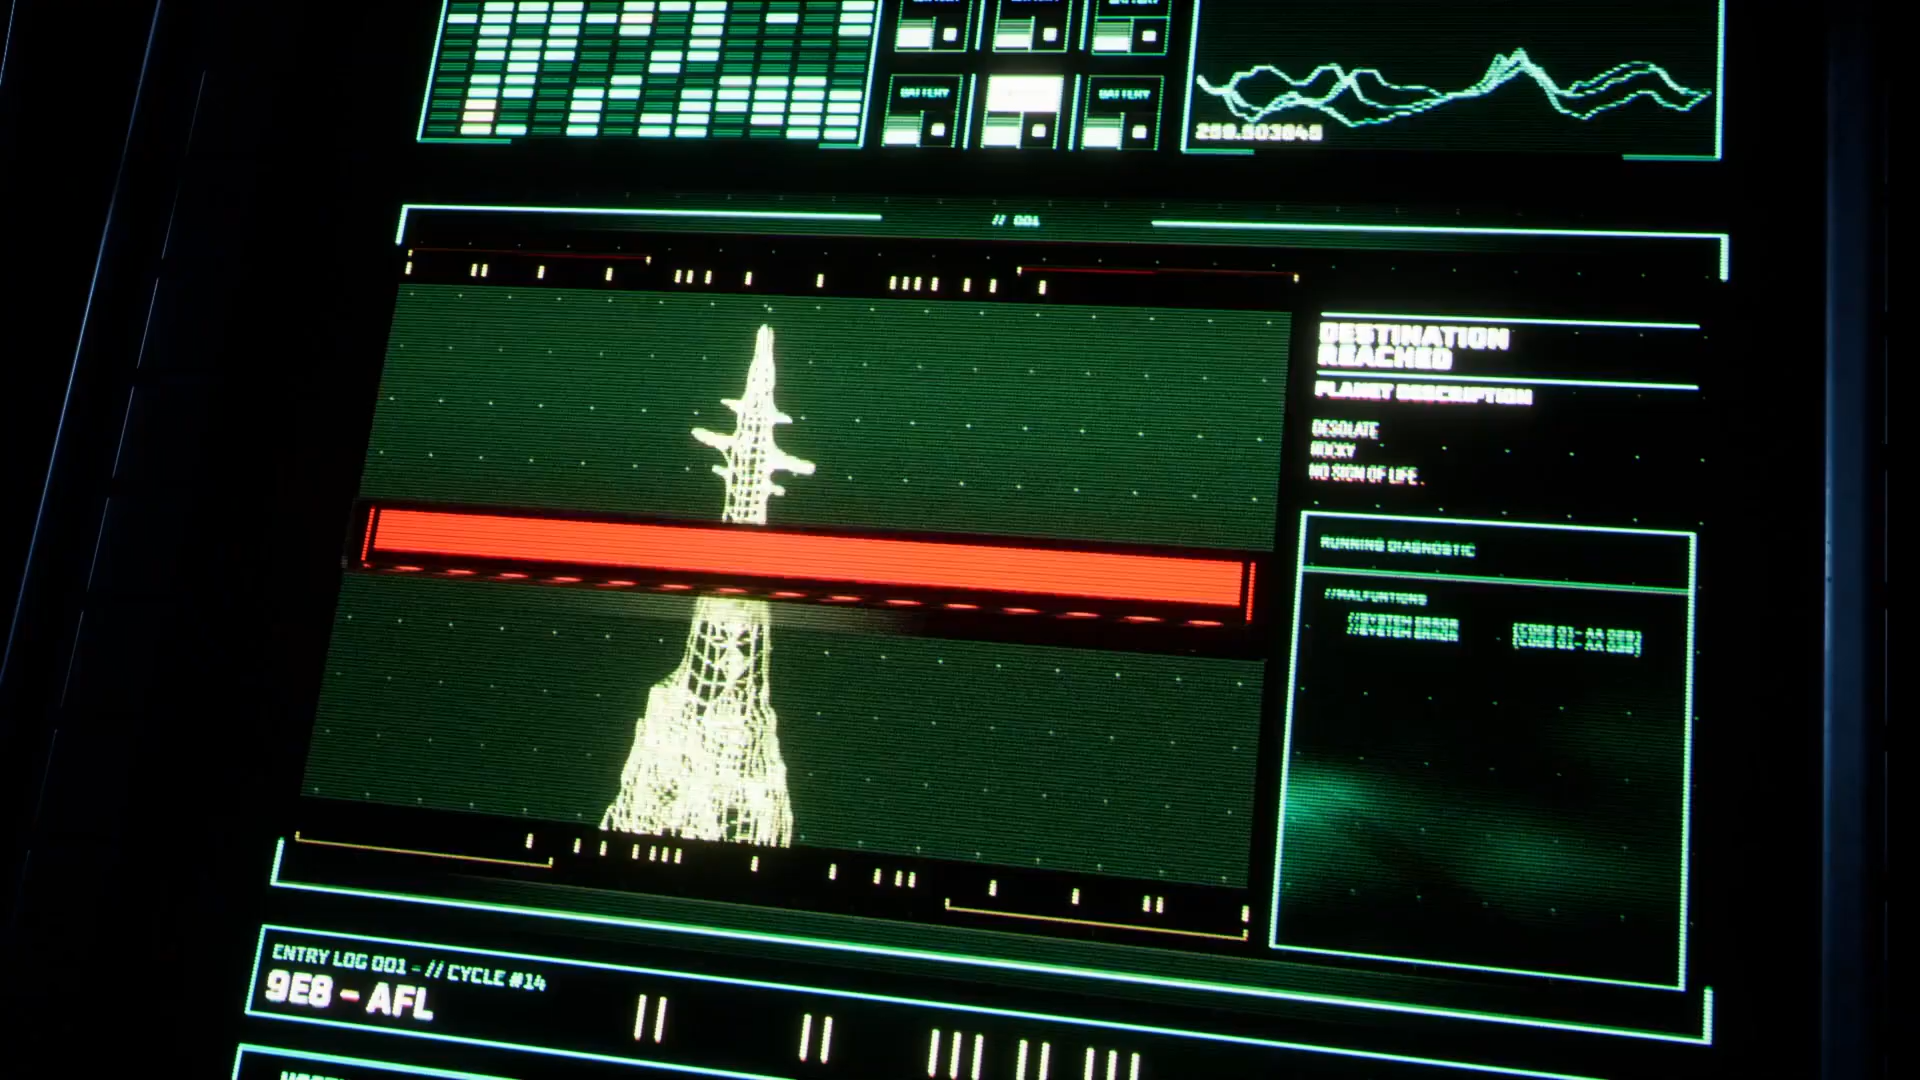 BATTERY
BATTERY
// 001
DESTINATION
REACHED
PLANET DESCRIPTION
DESOLATE
ROCKY
NO SIGN OF LIFE
RUNNING DIAGNOSTIC
//MALFUNTIONS
//SYSTEM ERROR
//SYSTEM ERROR
ENTRY LOG 001 - // CYCLE #14
9E8 - AFL